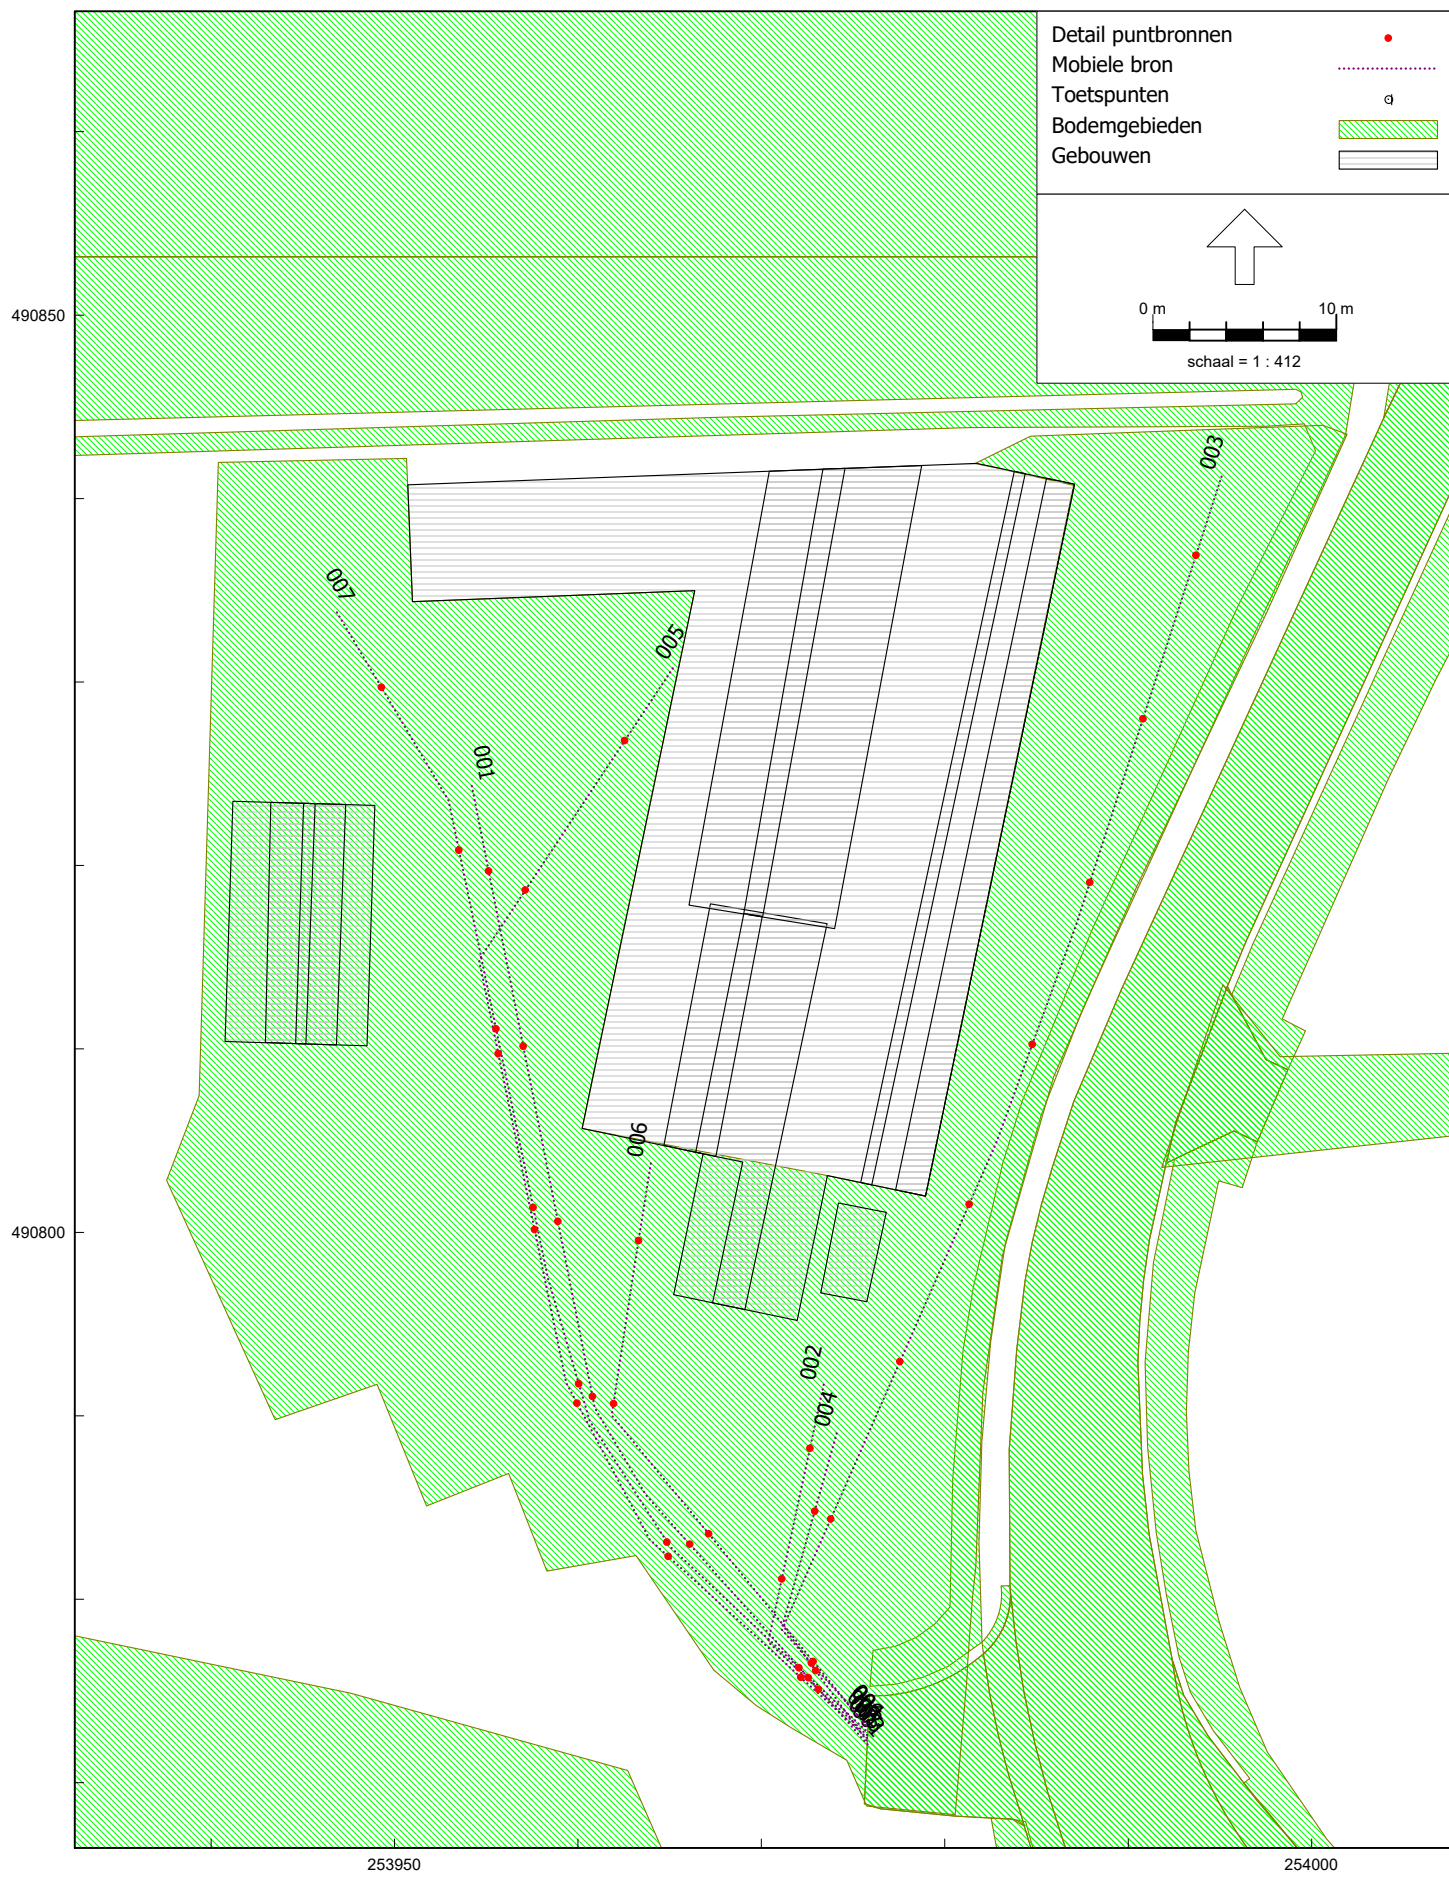 Detail puntbronnen
Mobiele bron
Toetspunten
Bodemgebieden
Gebouwen
0 m 10 m
schaal = 1 : 412
490850
003
007
005
001
006
490800
002
004
253950 254000